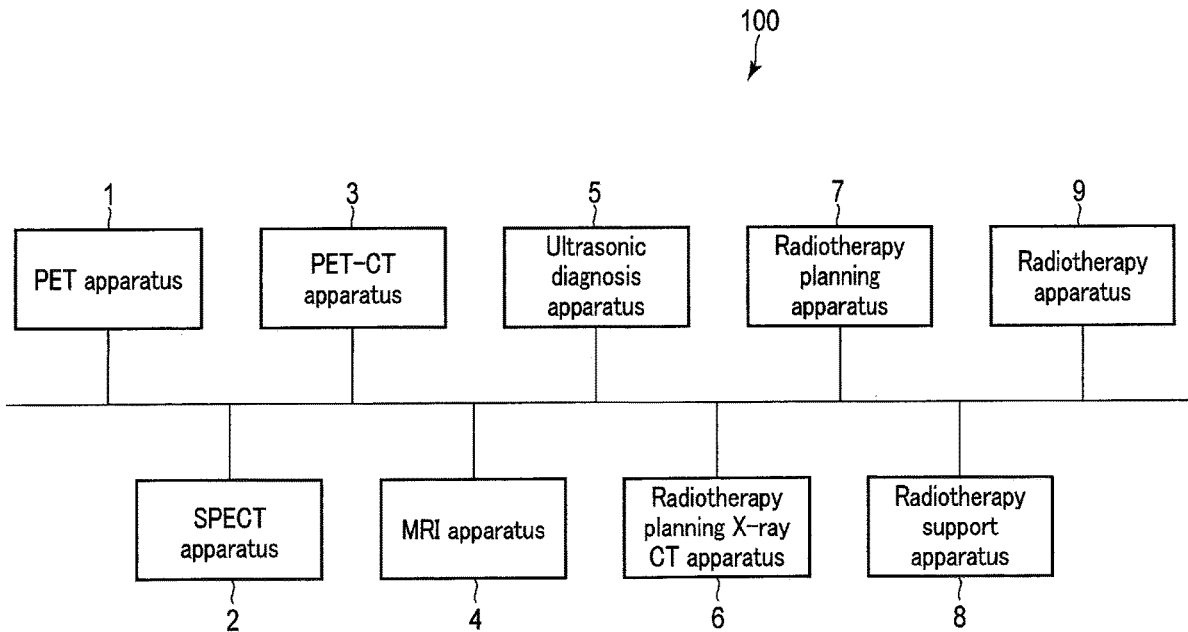 100
1
3
5
7
9
PET apparatus
PET-CT
apparatus
Ultrasonic
diagnosis
apparatus
Radiotherapy
planning
apparatus
Radiotherapy
apparatus
SPECT
apparatus
MRI apparatus
Radiotherapy
planning X-ray
CT apparatus
Radiotherapy
support
apparatus
2
4
6
8